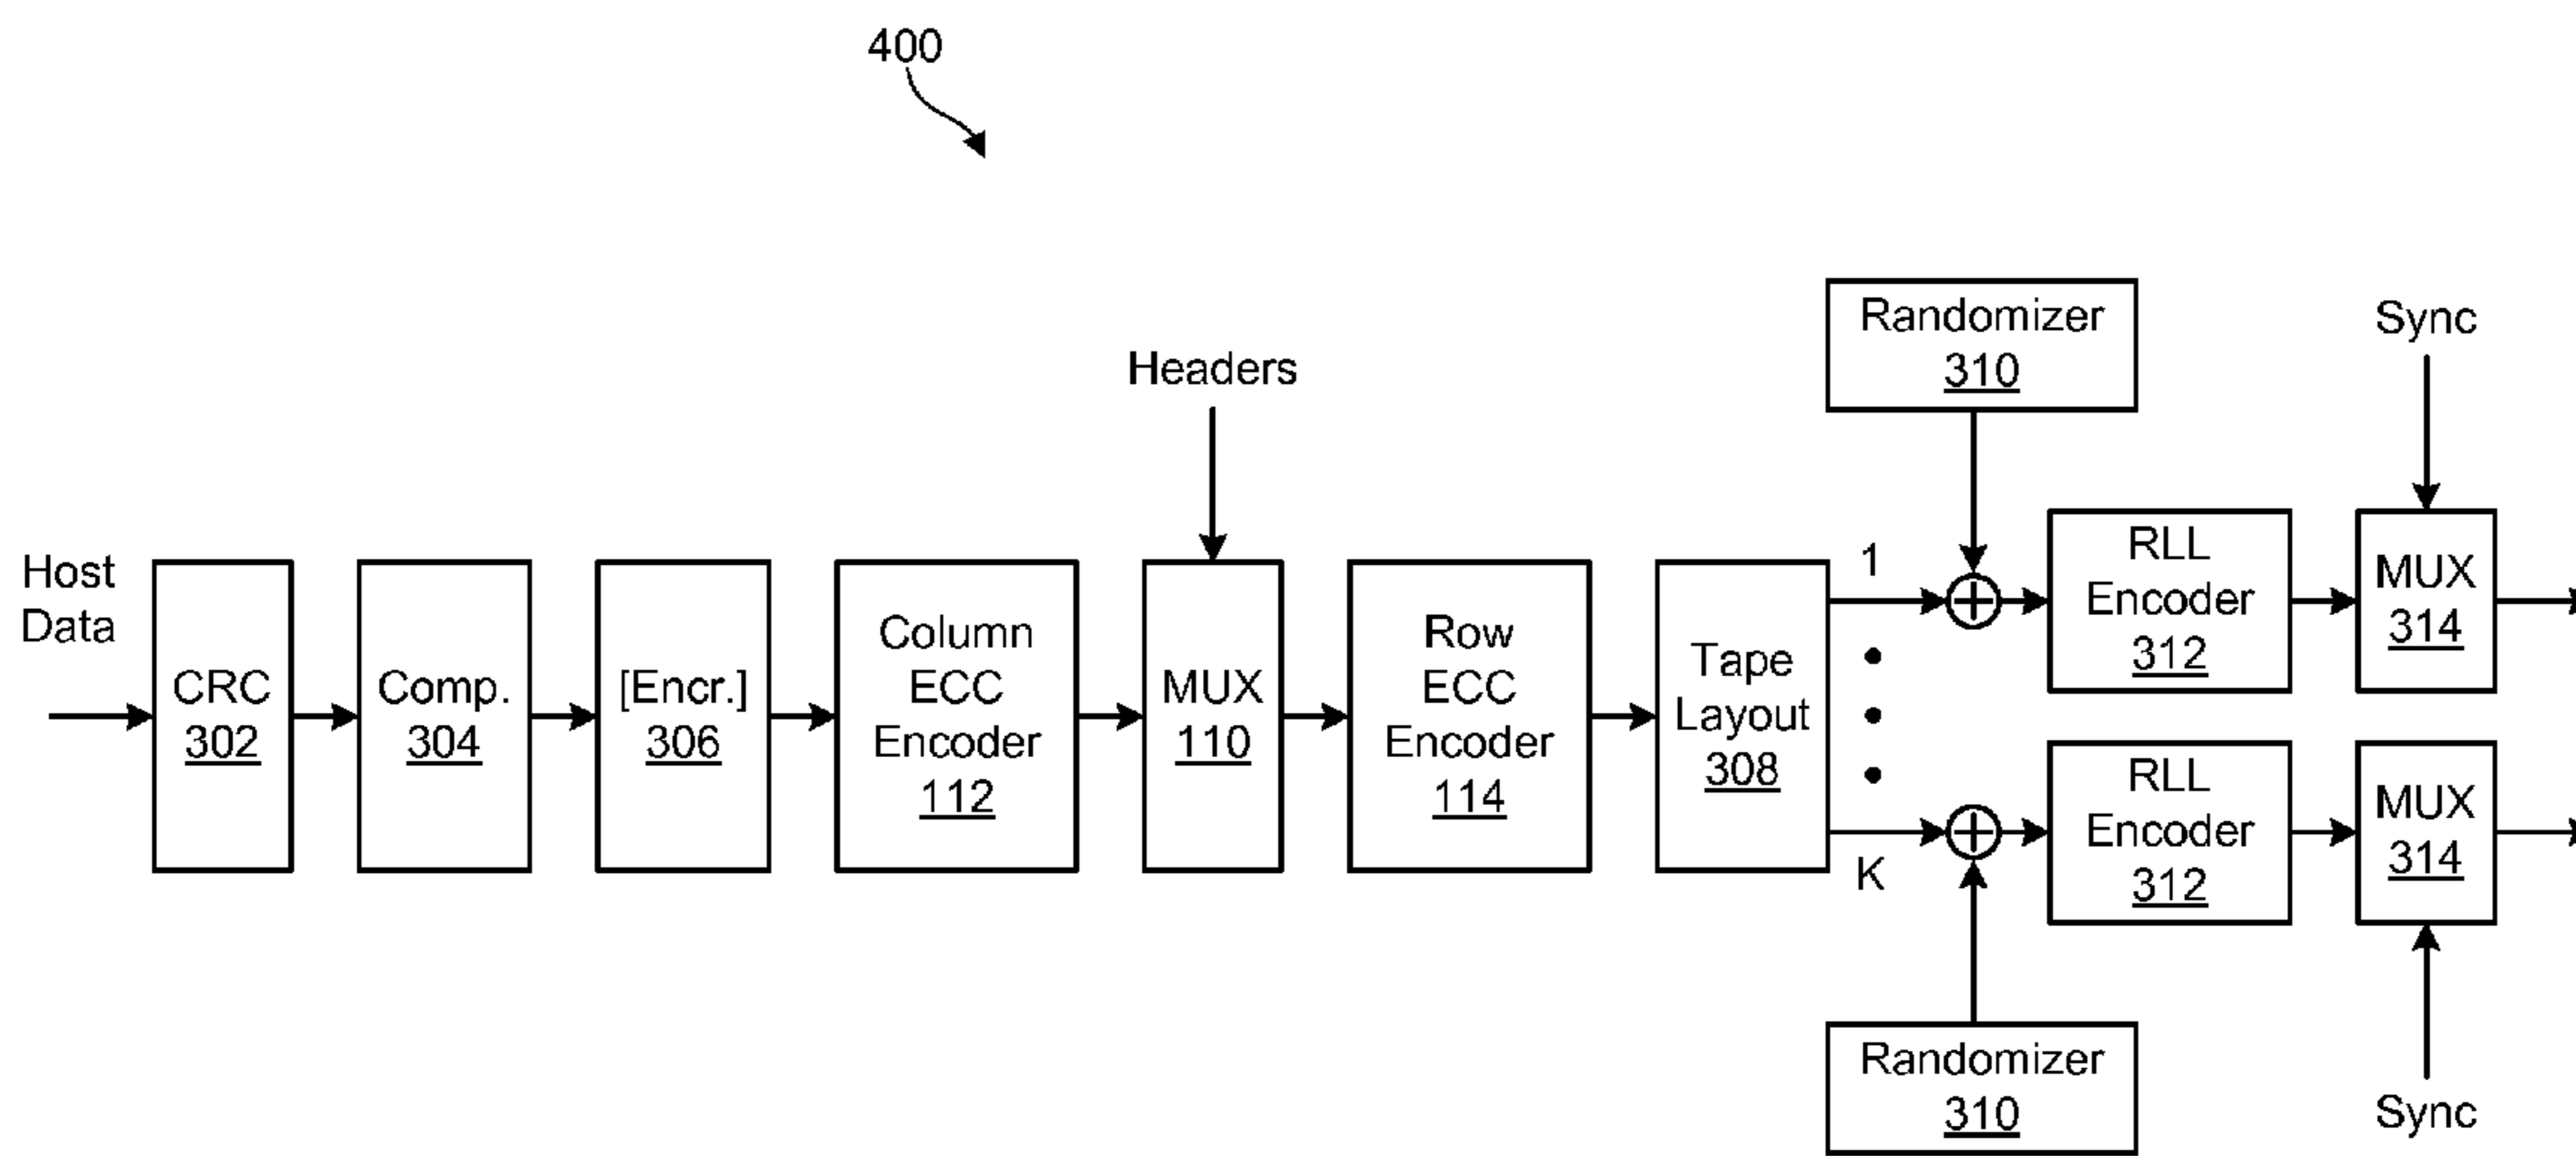 400
Host
Data
CRC
302
Comp.
304
[Encr.]
306
Column
ECC
Encoder
112
Headers
MUX
110
Row
ECC
Encoder
114
Tape
Layout
308
1
K
Randomizer
310
RLL
Encoder
312
Sync
MUX
314
RLL
Encoder
312
MUX
314
Randomizer
310
Sync